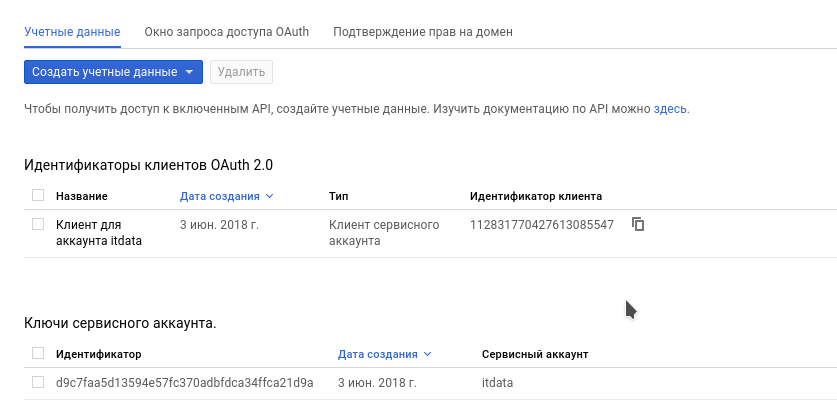 Учетные данные Окно запроса доступа OAuth Подтверждение прав на домен
Создать учетные данные Удалить
Чтобы получить доступ к включенным API, создайте учетные данные. Изучить документацию по API можно здесь.
Идентификаторы клиентов OAuth 2.0
Название Дата создания Тип Идентификатор клиента
Клиент для 3 июн. 2018 г. Клиент сервисного 112831770427613085547
аккаунта itdata аккаунта
Ключи сервисного аккаунта.
Идентификатор Дата создания Сервисный аккаунт
d9c7faa5d13594e57fc370adbfdca34ffca21d9a 3 июн. 2018 г. itdata